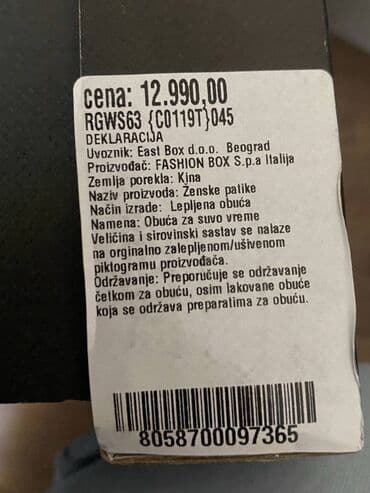 cena: 12.990,00
RGWS63 {C0119T}045
DEKLARACIJA
Uvoznik: East Box d.o.o. Beograd
Proizvođač: FASHION BOX S.p.a Italija
Zemlja porekla: Kina
Naziv proizvoda: Ženske palike
Način izrade: Lepljena obuća
Namena: Obuća za suvo vreme
Veličina i sirovinski sastav se nalaze
na orginalno zalepljenom/ušivenom
piktogramu proizvođača.
Održavanje: Preporučuje se održavanje
četkom za obuću, osim lakovane obuće
koja se održava preparatima za obuću.
8058700097365